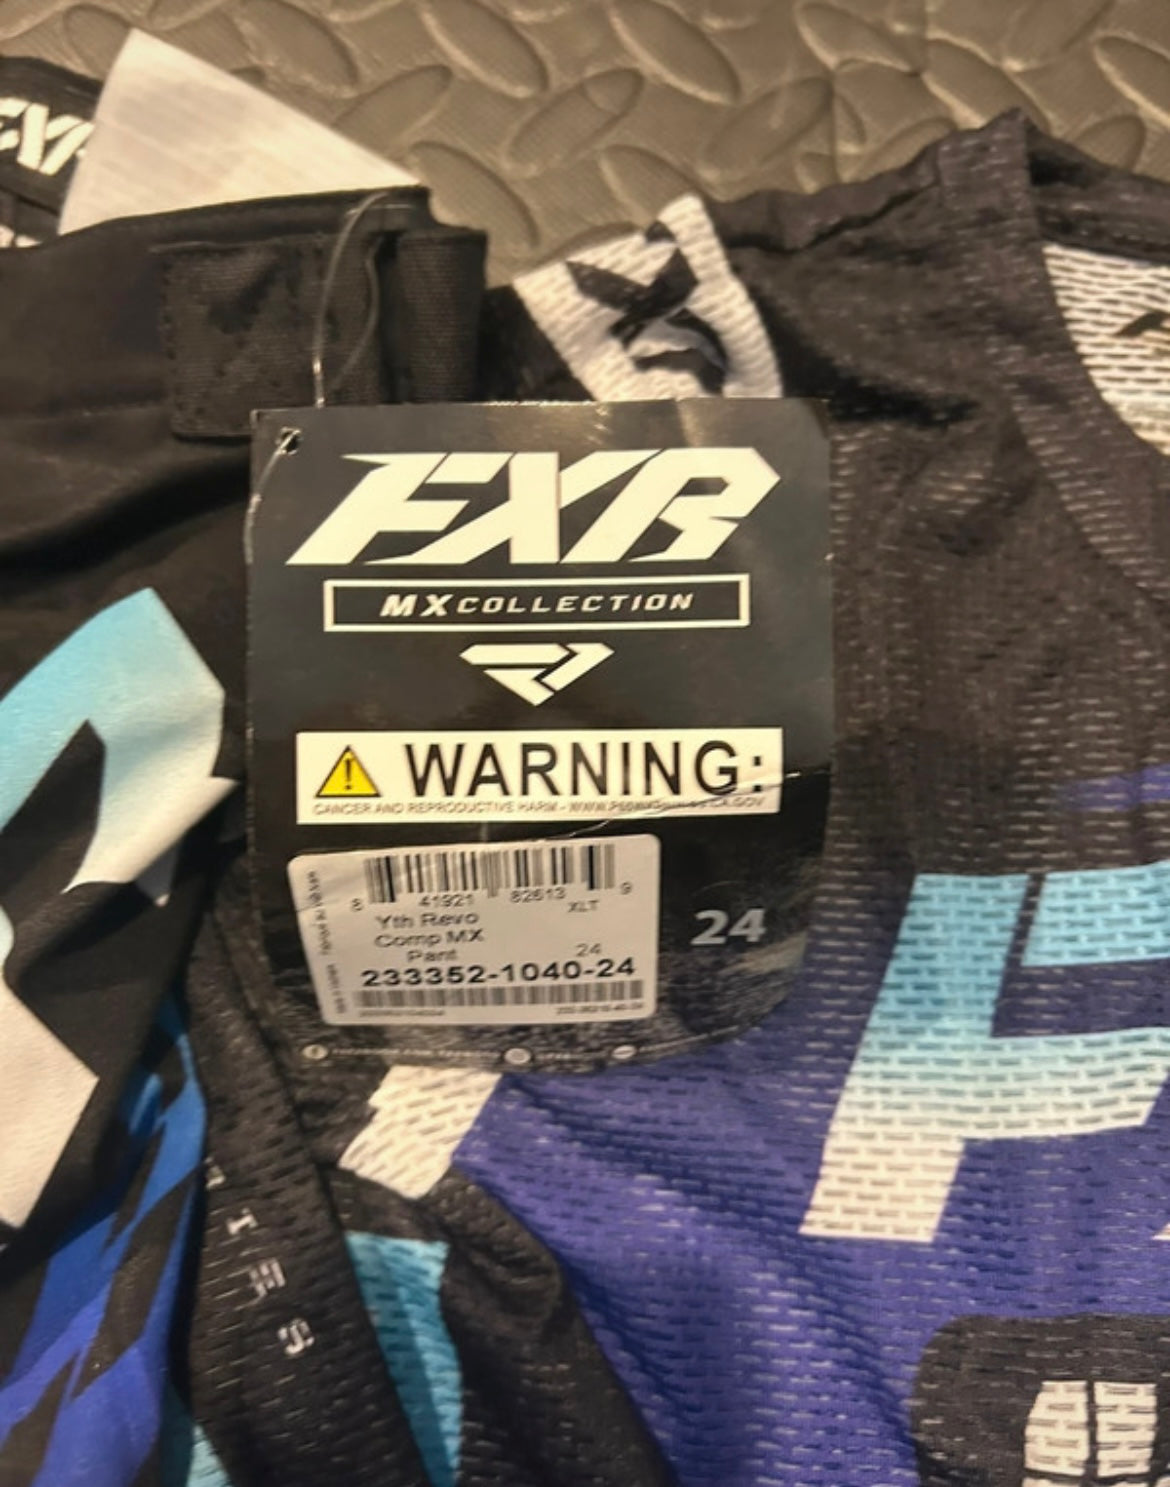 FXR
FXR
MX COLLECTION
WARNING:
CANCER AND REPRODUCTIVE HARM - WWW.P65WARNINGS.CA.GOV
8 41921 82613 9
XLT
Yth Revo
Comp MX
Pant
24
233352-1040-24
24